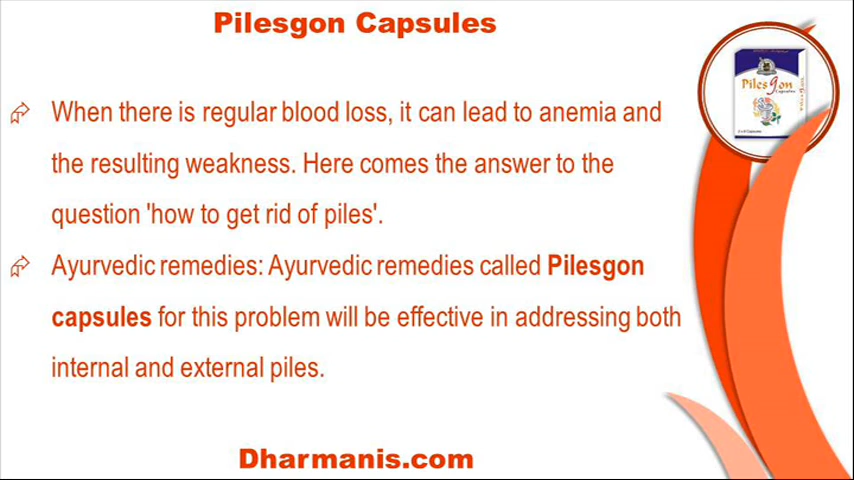 Pilesgon Capsules
Piles gon
Capsules
When there is regular blood loss, it can lead to anemia and
the resulting weakness. Here comes the answer to the
question 'how to get rid of piles'.
Ayurvedic remedies: Ayurvedic remedies called Pilesgon
capsules for this problem will be effective in addressing both
internal and external piles.
Dharmanis.com